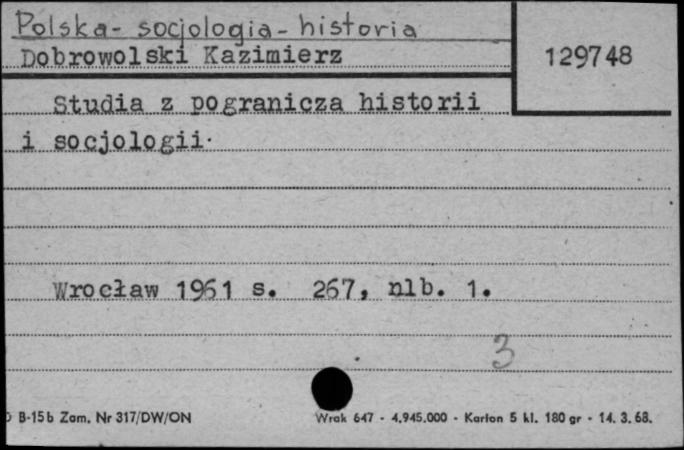 Polska - socjologia - historia
Dobrowolski Kazimierz
129748
Studia z pogranicza historii
i socjologii.
Wrocław 1961 s. 267, nlb. 1.
3
B-15b Zam. Nr 317/DW/ON
Wrak 647 - 4.945.000 - Karton 5 kl. 180 gr - 14. 3. 68.